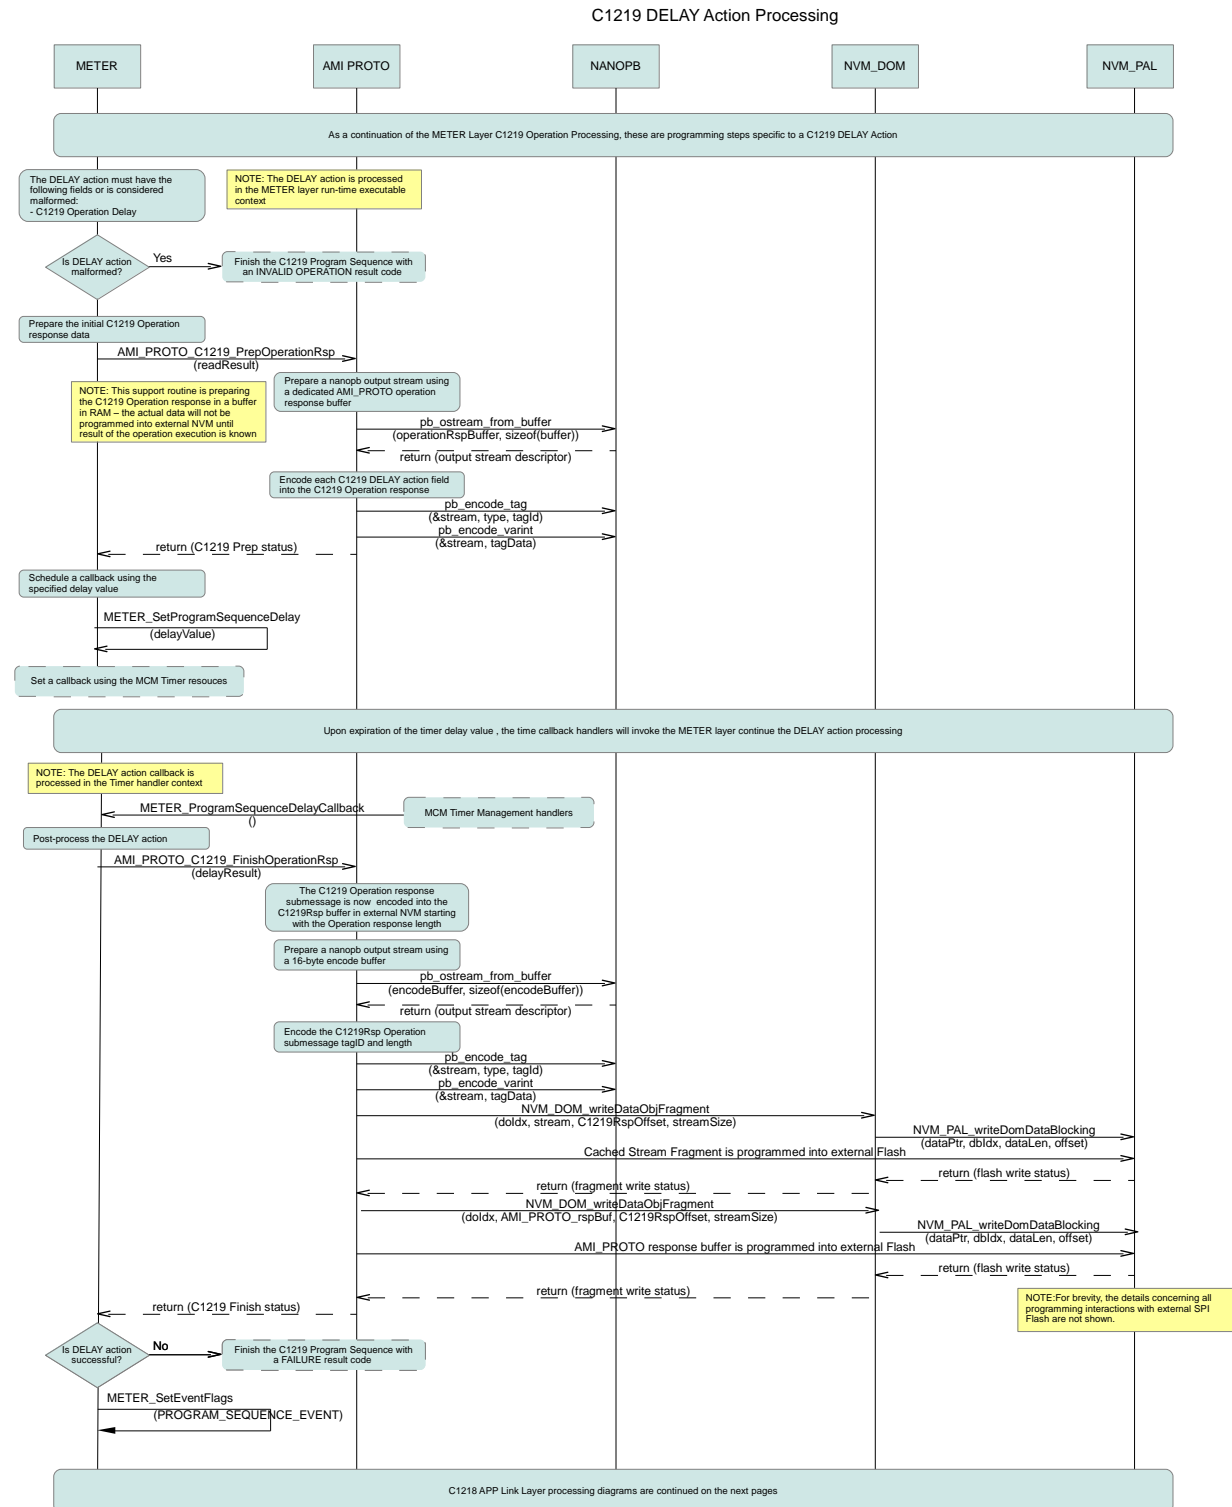 C1219 DELAY Action Processing
METER
AMI PROTO
NANOPB
NVM_DOM
NVM_PAL
As a continuation of the METER Layer C1219 Operation Processing, these are programming steps specific to a C1219 DELAY Action
The DELAY action must have the
following fields or is considered
malformed:
- C1219 Operation Delay
NOTE: The DELAY action is processed
in the METER layer run-time executable
context
Is DELAY action
malformed?
Yes
Finish the C1219 Program Sequence with
an INVALID OPERATION result code
Prepare the initial C1219 Operation
response data
AMI_PROTO_C1219_PrepOperationRsp
(readResult)
NOTE: This support routine is preparing
the C1219 Operation response in a buffer
in RAM – the actual data will not be
programmed into external NVM until
result of the operation execution is known
Prepare a nanopb output stream using
a dedicated AMI_PROTO operation
response buffer
pb_ostream_from_buffer
(operationRspBuffer, sizeof(buffer))
return (output stream descriptor)
Encode each C1219 DELAY action field
into the C1219 Operation response
pb_encode_tag
(&stream, type, tagId)
pb_encode_varint
(&stream, tagData)
return (C1219 Prep status)
Schedule a callback using the
specified delay value
METER_SetProgramSequenceDelay
(delayValue)
Set a callback using the MCM Timer resouces
Upon expiration of the timer delay value , the time callback handlers will invoke the METER layer continue the DELAY action processing
NOTE: The DELAY action callback is
processed in the Timer handler context
METER_ProgramSequenceDelayCallback
()
MCM Timer Management handlers
Post-process the DELAY action
AMI_PROTO_C1219_FinishOperationRsp
(delayResult)
The C1219 Operation response
submessage is now  encoded into the
C1219Rsp buffer in external NVM starting
with the Operation response length
Prepare a nanopb output stream using
a 16-byte encode buffer
pb_ostream_from_buffer
(encodeBuffer, sizeof(encodeBuffer))
return (output stream descriptor)
Encode the C1219Rsp Operation
submessage tagID and length
pb_encode_tag
(&stream, type, tagId)
pb_encode_varint
(&stream, tagData)
NVM_DOM_writeDataObjFragment
(doIdx, stream, C1219RspOffset, streamSize)
NVM_PAL_writeDomDataBlocking
(dataPtr, dbIdx, dataLen, offset)
Cached Stream Fragment is programmed into external Flash
return (flash write status)
return (fragment write status)
NVM_DOM_writeDataObjFragment
(doIdx, AMI_PROTO_rspBuf, C1219RspOffset, streamSize)
NVM_PAL_writeDomDataBlocking
(dataPtr, dbIdx, dataLen, offset)
AMI_PROTO response buffer is programmed into external Flash
return (flash write status)
return (fragment write status)
return (C1219 Finish status)
NOTE:For brevity, the details concerning all
programming interactions with external SPI
Flash are not shown.
Is DELAY action
successful?
No
Finish the C1219 Program Sequence with
a FAILURE result code
METER_SetEventFlags
(PROGRAM_SEQUENCE_EVENT)
C1218 APP Link Layer processing diagrams are continued on the next pages